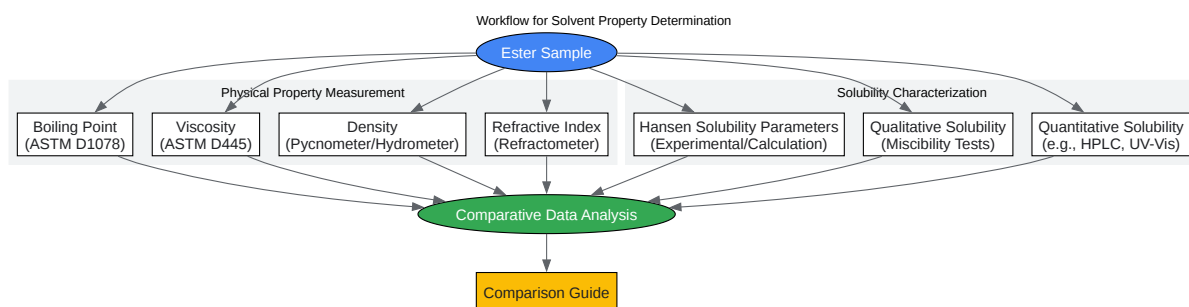 Workflow for Solvent Property Determination
Ester Sample
Physical Property Measurement
Solubility Characterization
Boiling Point
(ASTM D1078)
Viscosity
(ASTM D445)
Density
(Pycnometer/Hydrometer)
Refractive Index
(Refractometer)
Hansen Solubility Parameters
(Experimental/Calculation)
Qualitative Solubility
(Miscibility Tests)
Quantitative Solubility
(e.g., HPLC, UV-Vis)
Comparative Data Analysis
Comparison Guide